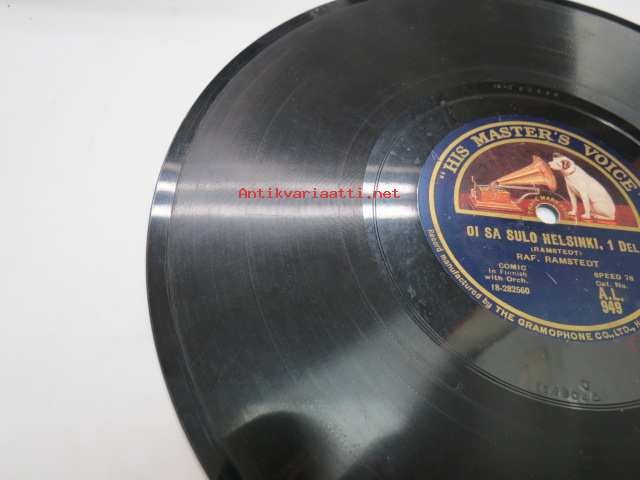 "HIS MASTER'S VOICE
OI SA SULO HELSINKI, 1 DEL
(RAMSTEDT)
RAF. RAMSTEDT
COMIC
In Finnish
with Orch.
18-282560
SPEED 78
Cat. No.
A.L.
949
Record manufactured by THE GRAMOPHONE CO., LTD., H
Antikvariaatti.net